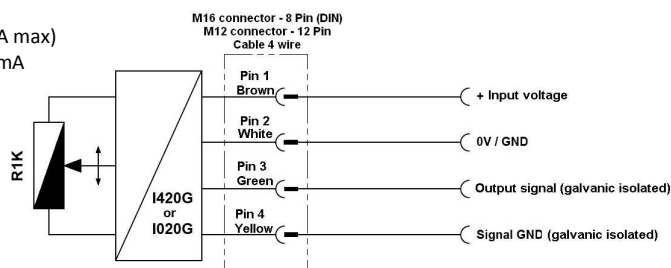 M16 connector - 8 Pin (DIN)
M12 connector - 12 Pin
Cable 4 wire
A max)
mA
Pin 1
Brown
+ Input voltage
Pin 2
White
0V / GND
R1K
Pin 3
Green
Output signal (galvanic isolated)
I420G
or
I020G
Pin 4
Yellow
Signal GND (galvanic isolated)